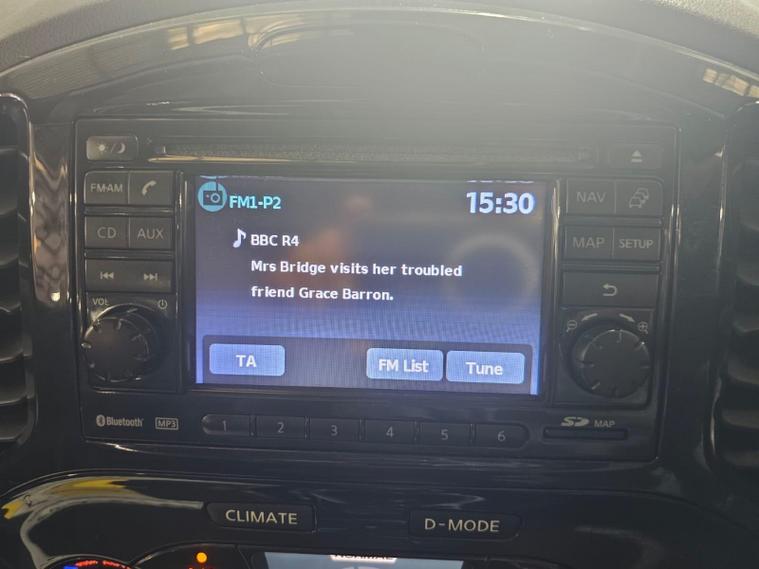 FM1-P2 15:30
BBC R4
Mrs Bridge visits her troubled
friend Grace Barron.
TA FM List Tune
FM·AM
CD AUX
VOL
NAV
MAP SETUP
Bluetooth MP3 1 2 3 4 5 6 SD MAP
CLIMATE D-MODE